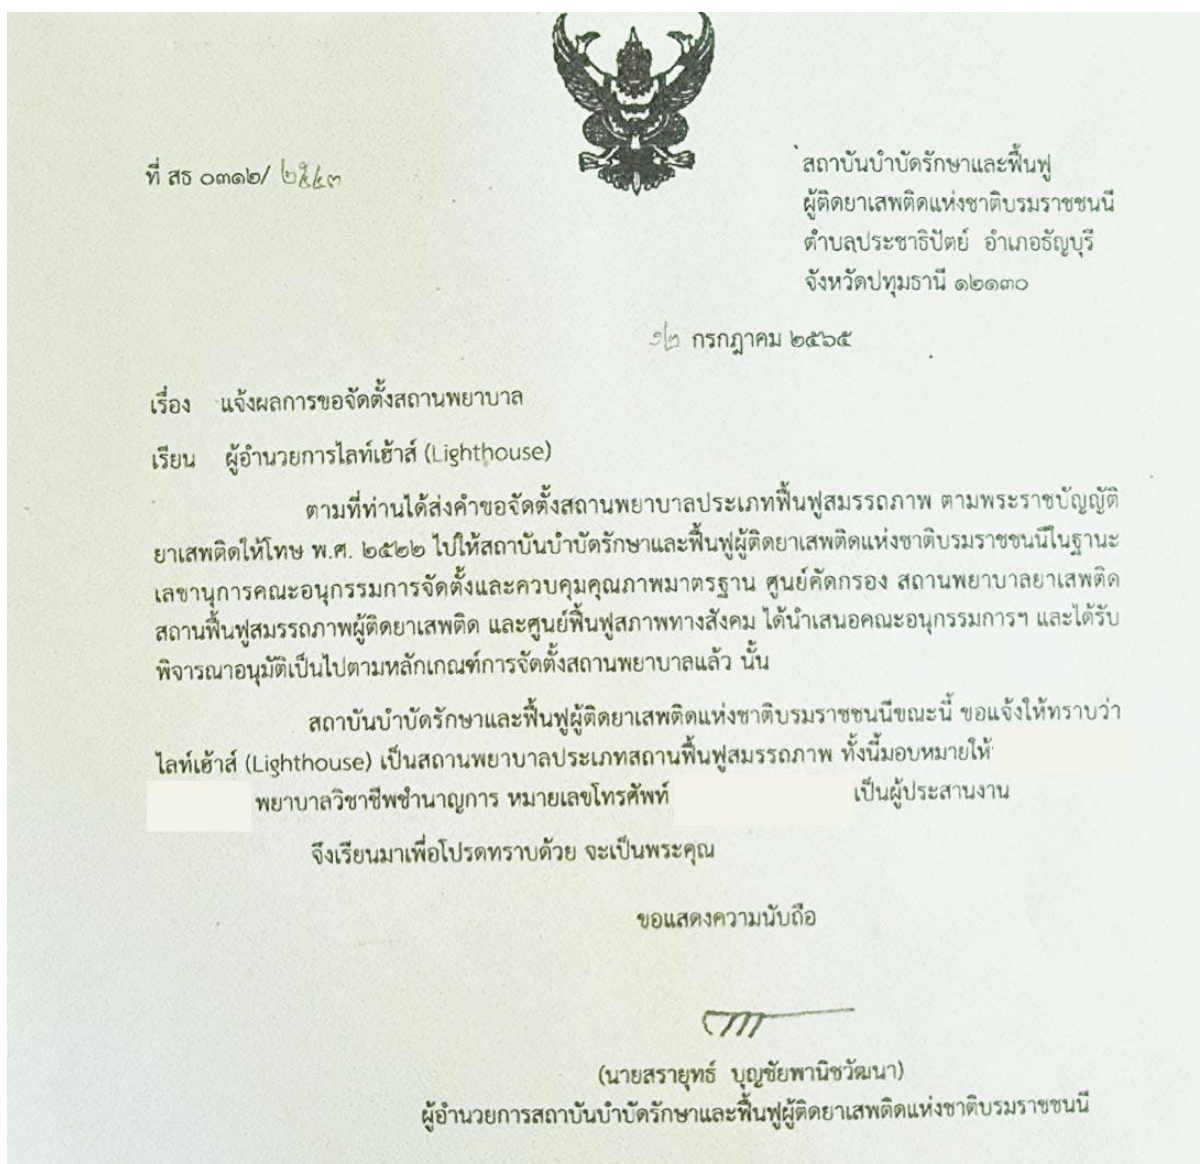 ที่ สธ ๐๓๑๒/ ๒๕๔๓
สถาบันบำบัดรักษาและฟื้นฟู
ผู้ติดยาเสพติดแห่งชาติบรมราชชนนี
ตำบลประชาธิปัตย์ อำเภอธัญบุรี
จังหวัดปทุมธานี ๑๒๑๓๐
๑๒ กรกฎาคม ๒๕๖๕
เรื่อง แจ้งผลการขอจัดตั้งสถานพยาบาล
เรียน ผู้อำนวยการไลท์เฮ้าส์ (Lighthouse)
ตามที่ท่านได้ส่งคำขอจัดตั้งสถานพยาบาลประเภทฟื้นฟูสมรรถภาพ ตามพระราชบัญญัติ
ยาเสพติดให้โทษ พ.ศ. ๒๕๒๒ ไปให้สถาบันบำบัดรักษาและฟื้นฟูผู้ติดยาเสพติดแห่งชาติบรมราชชนนีในฐานะ
เลขานุการคณะอนุกรรมการจัดตั้งและควบคุมคุณภาพมาตรฐาน ศูนย์คัดกรอง สถานพยาบาลยาเสพติด
สถานฟื้นฟูสมรรถภาพผู้ติดยาเสพติด และศูนย์ฟื้นฟูสภาพทางสังคม ได้นำเสนอคณะอนุกรรมการฯ และได้รับ
พิจารณาอนุมัติเป็นไปตามหลักเกณฑ์การจัดตั้งสถานพยาบาลแล้ว นั้น
สถาบันบำบัดรักษาและฟื้นฟูผู้ติดยาเสพติดแห่งชาติบรมราชชนนีขณะนี้ ขอแจ้งให้ทราบว่า
ไลท์เฮ้าส์ (Lighthouse) เป็นสถานพยาบาลประเภทสถานฟื้นฟูสมรรถภาพ ทั้งนี้มอบหมายให้
พยาบาลวิชาชีพชำนาญการ หมายเลขโทรศัพท์ เป็นผู้ประสานงาน
จึงเรียนมาเพื่อโปรดทราบด้วย จะเป็นพระคุณ
ขอแสดงความนับถือ
(นายสรายุทธ์ บุญชัยพานิชวัฒนา)
ผู้อำนวยการสถาบันบำบัดรักษาและฟื้นฟูผู้ติดยาเสพติดแห่งชาติบรมราชชนนี